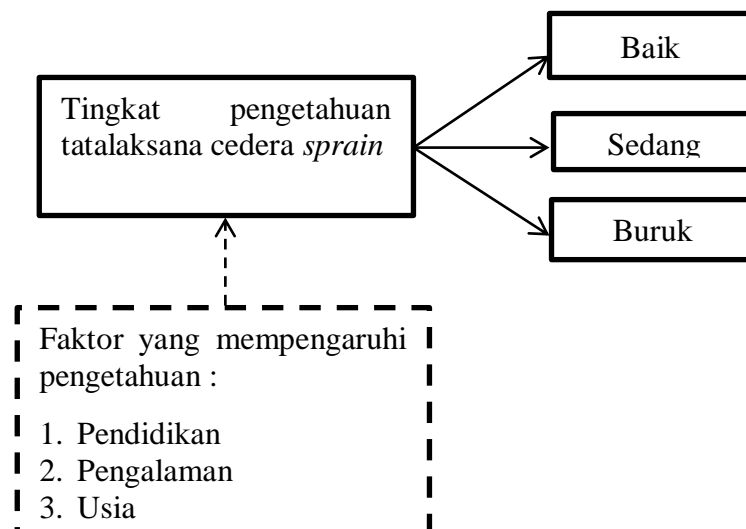 Baik
Tingkat pengetahuan
tatalaksana cedera sprain
Sedang
Buruk
Faktor yang mempengaruhi
pengetahuan :
1. Pendidikan
2. Pengalaman
3. Usia